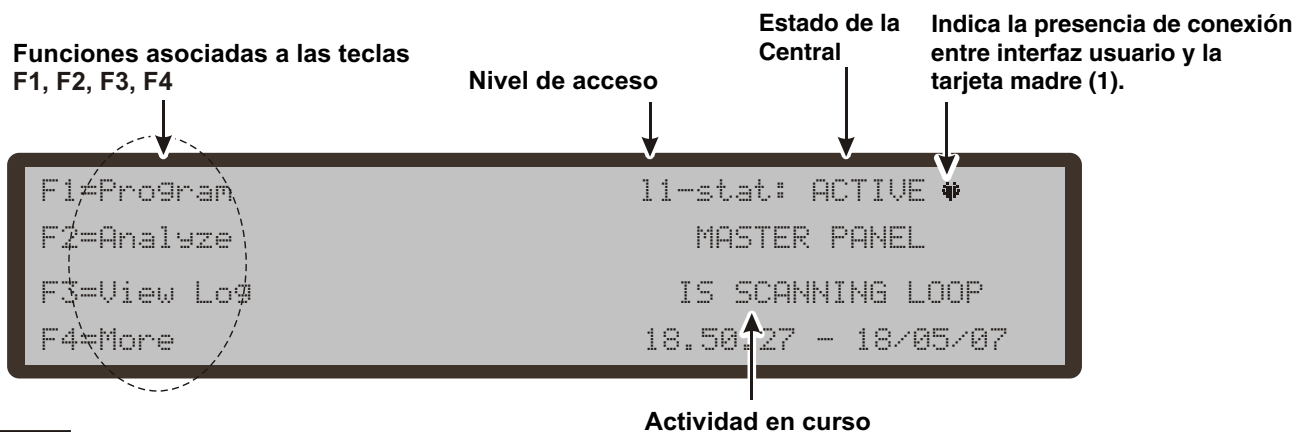 Funciones asociadas a las teclas
F1, F2, F3, F4
Nivel de acceso
Estado de la
Central
Indica la presencia de conexión
entre interfaz usuario y la
tarjeta madre (1).
F1=Program
l1-stat: ACTIVE
F2=Analyze
MASTER PANEL
F3=View Log
IS SCANNING LOOP
F4=More
18.50.27 - 18/05/07
Actividad en curso